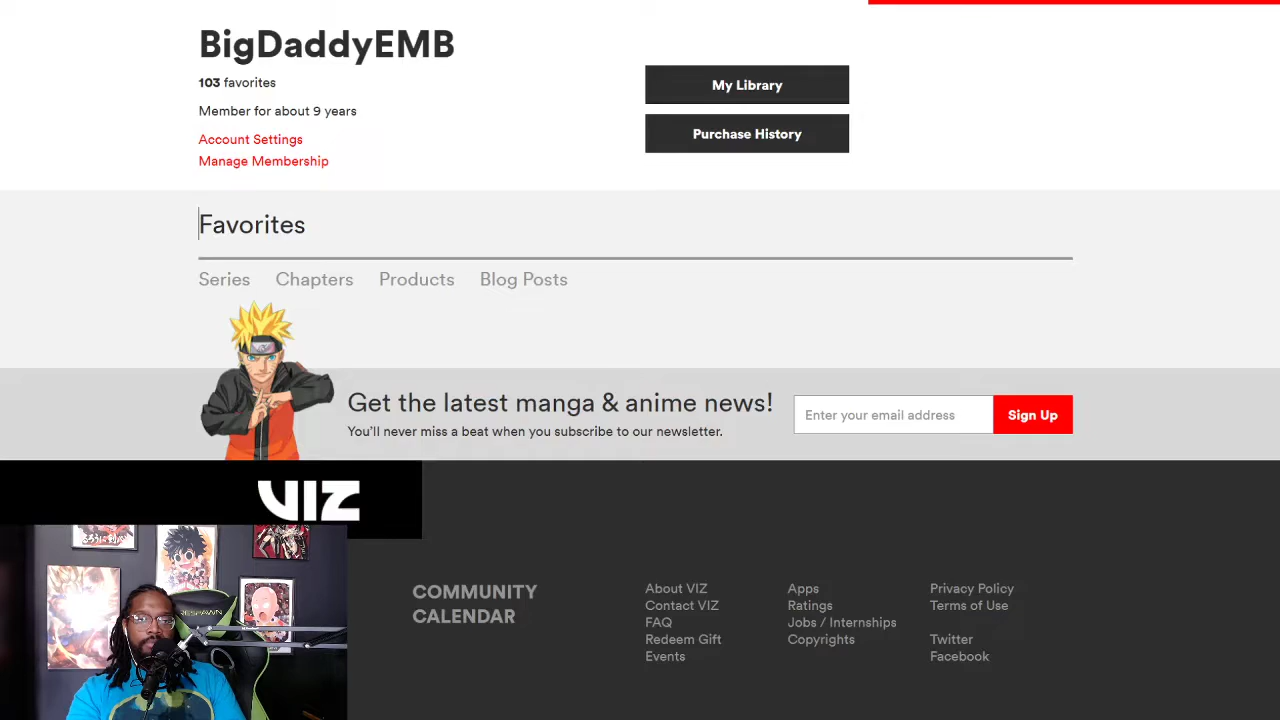 BigDaddyEMB
103 favorites
Member for about 9 years
Account Settings
Manage Membership
My Library
Purchase History
Favorites
Series
Chapters
Products
Blog Posts
Get the latest manga & anime news!
You'll never miss a beat when you subscribe to our newsletter.
Enter your email address
Sign Up
VIZ
COMMUNITY
CALENDAR
About VIZ
Contact VIZ
FAQ
Redeem Gift
Events
Apps
Ratings
Jobs / Internships
Copyrights
Privacy Policy
Terms of Use
Twitter
Facebook